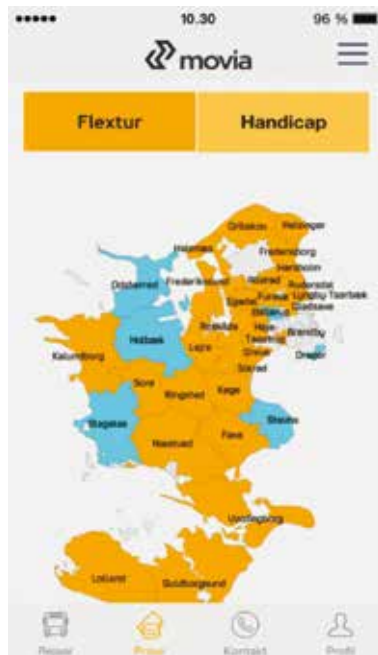 10.30
96 %
movia
Flextur
Handicap
Gribskov
Helsingør
Halsnæs
Fredensborg
Hørsholm
Odsherred
Frederikssund
Allerød
Rudersdal
Egedal
Furesø
Lyngby-Taarbæk
Gladsaxe
Ballerup
Holbæk
Roskilde
Høje-
Taastrup
Brøndby
Kalundborg
Lejre
Greve
Dragør
Solrød
Sorø
Ringsted
Køge
Slagelse
Stevns
Næstved
Faxe
Vordingborg
Lolland
Guldborgsund
Rejser
Priser
Kontakt
Profil